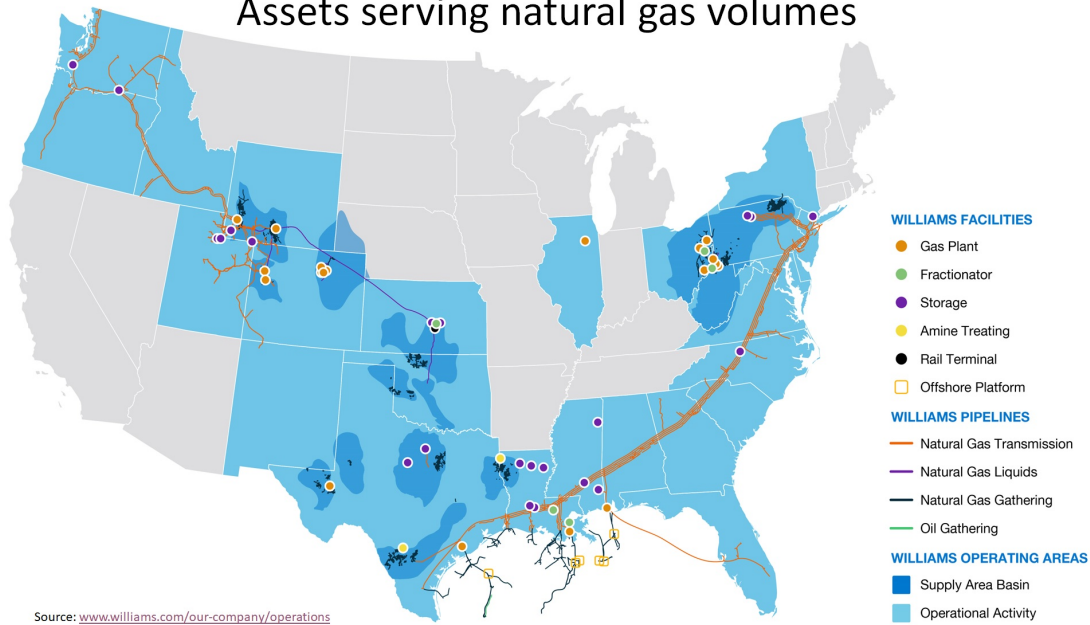 Assets serving natural gas volumes
WILLIAMS FACILITIES
Gas Plant
Fractionator
Storage
Amine Treating
Rail Terminal
Offshore Platform
WILLIAMS PIPELINES
Natural Gas Transmission
Natural Gas Liquids
Natural Gas Gathering
Oil Gathering
WILLIAMS OPERATING AREAS
Supply Area Basin
Operational Activity
Source: www.williams.com/our-company/operations